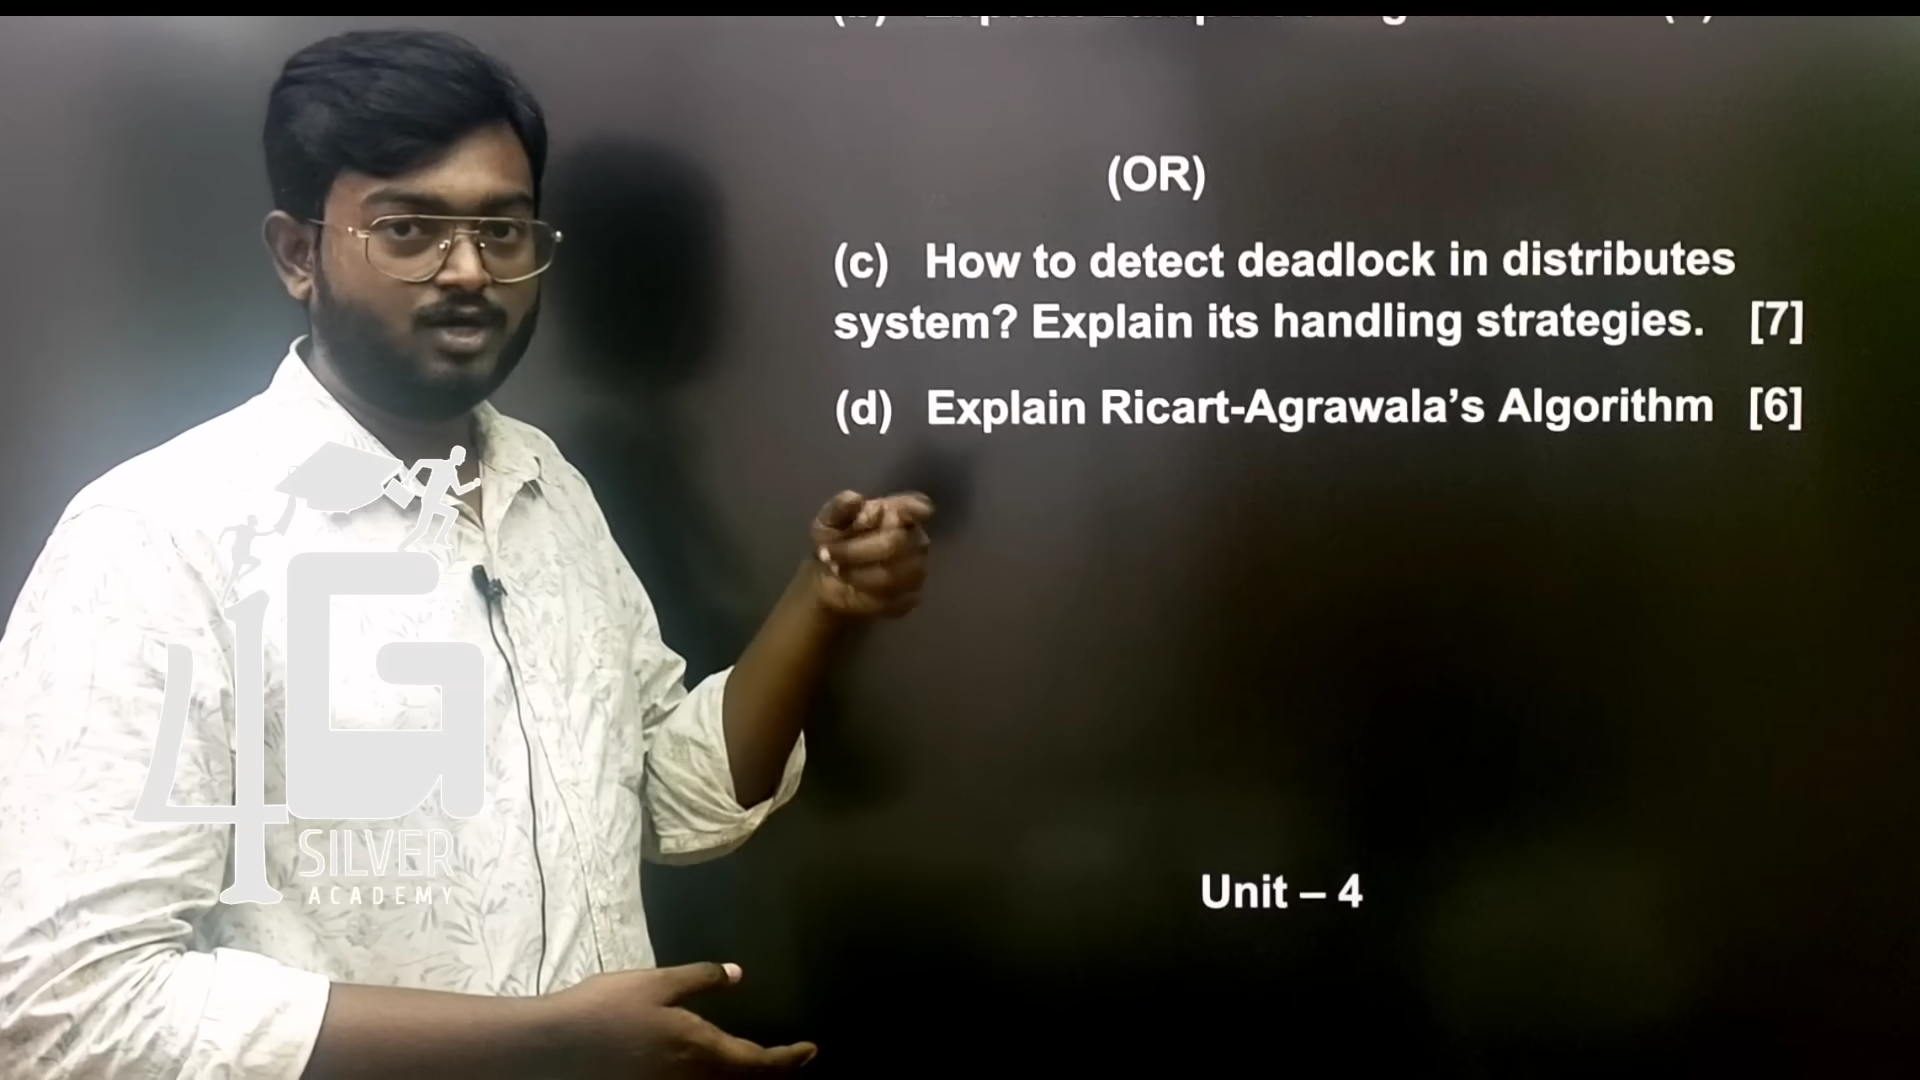 (OR)
(c) How to detect deadlock in distributes
system? Explain its handling strategies. [7]
(d) Explain Ricart-Agrawala’s Algorithm [6]
Unit – 4
4G
SILVER
ACADEMY